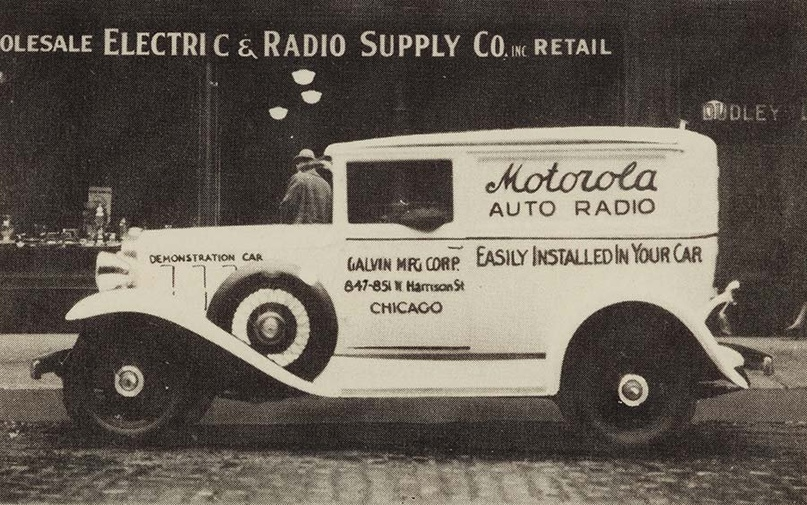 OLESALE ELECTRIC & RADIO SUPPLY CO. INC RETAIL
DUDLEY
Motorola
AUTO RADIO
EASILY INSTALLED IN YOUR CAR
DEMONSTRATION CAR
GALVIN MFG CORP.
847-851 W Harrison St
CHICAGO